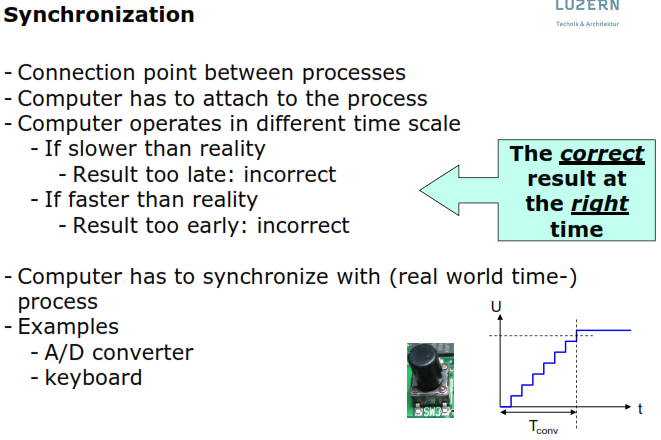 Synchronization
LUZERN
Technik & Architektur
- Connection point between processes
- Computer has to attach to the process
- Computer operates in different time scale
- If slower than reality
- Result too late: incorrect
- If faster than reality
- Result too early: incorrect
The correct
result at
the right
time
- Computer has to synchronize with (real world time-)
process
- Examples
- A/D converter
- keyboard
U
t
Tconv